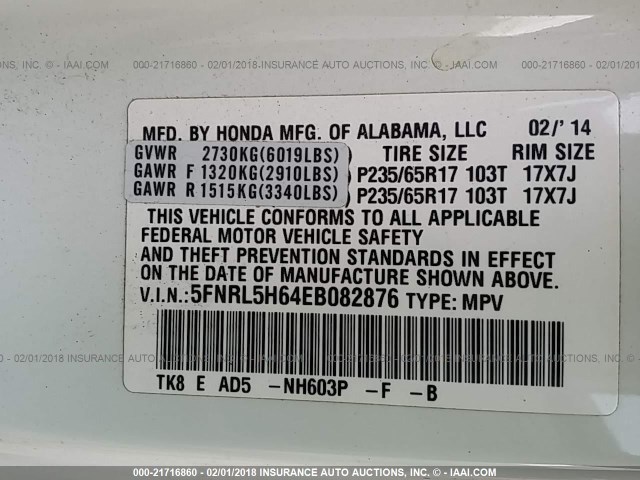 000-21716860 - 02/01/2018 INSURANCE AUTO AUCTIONS, INC. - © IAAI.COM
MFD. BY HONDA MFG. OF ALABAMA, LLC 02/' 14
GVWR 2730KG(6019LBS) TIRE SIZE RIM SIZE
GAWR F 1320KG(2910LBS) P235/65R17 103T 17X7J
GAWR R 1515KG(3340LBS) P235/65R17 103T 17X7J
THIS VEHICLE CONFORMS TO ALL APPLICABLE
FEDERAL MOTOR VEHICLE SAFETY
AND THEFT PREVENTION STANDARDS IN EFFECT
ON THE DATE OF MANUFACTURE SHOWN ABOVE.
V.I.N.:5FNRL5H64EB082876 TYPE: MPV
000-21716860 - 02/01/2018 INSURANCE AUTO AUCTIONS, INC. - © IAAI.COM
TK8 E AD5 -NH603P -F -B
000-21716860 - 02/01/2018 INSURANCE AUTO AUCTIONS, INC. - © IAAI.COM